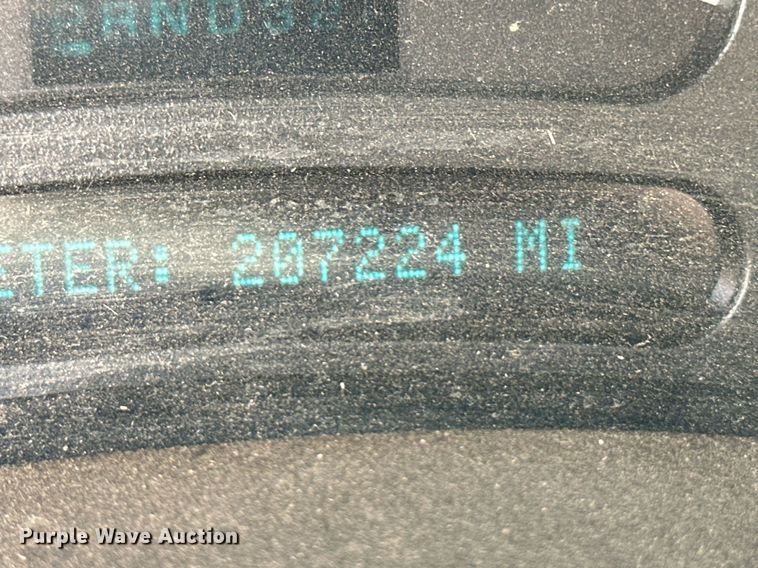 ETER: 207224 MI
Purple Wave Auction